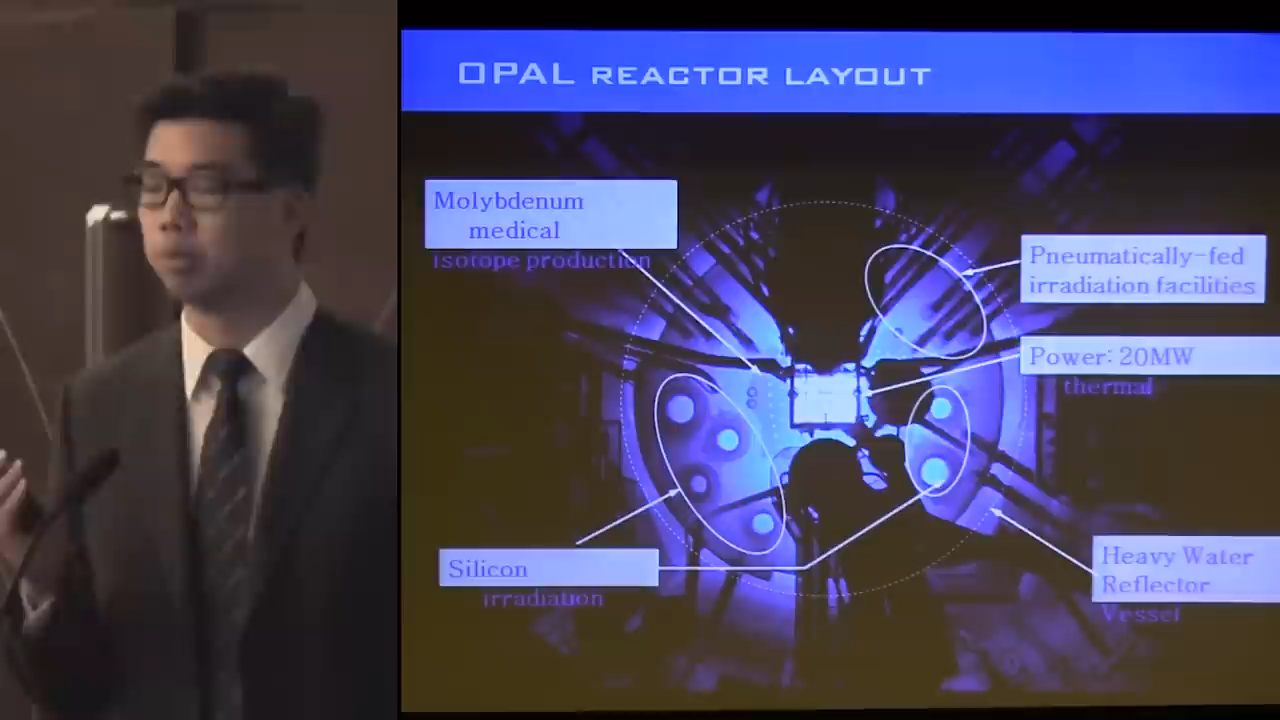 OPAL REACTOR LAYOUT
Molybdenum
medical
isotope production
Pneumatically-fed
irradiation facilities
Power: 20MW
thermal
Silicon
irradiation
Heavy Water
Reflector
Vessel